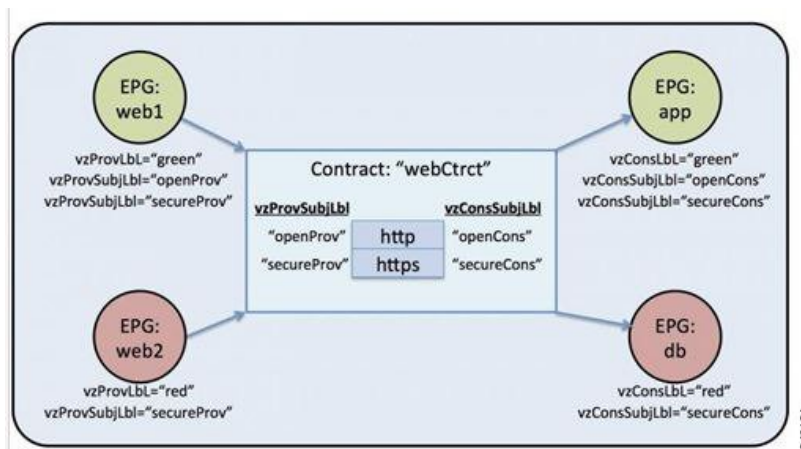 EPG:
web1
vzProvLbL="green"
vzProvSubjLbl="openProv"
vzProvSubjLbl="secureProv"
EPG:
app
vzConsLbL="green"
vzConsSubjLbl="openCons"
vzConsSubjLbl="secureCons"
Contract: "webCtrct"
vzProvSubjLbl vzConsSubjLbl
"openProv" http "openCons"
"secureProv" https "secureCons"
EPG:
web2
vzProvLbL="red"
vzProvSubjLbl="secureProv"
EPG:
db
vzConsLbL="red"
vzConsSubjLbl="secureCons"